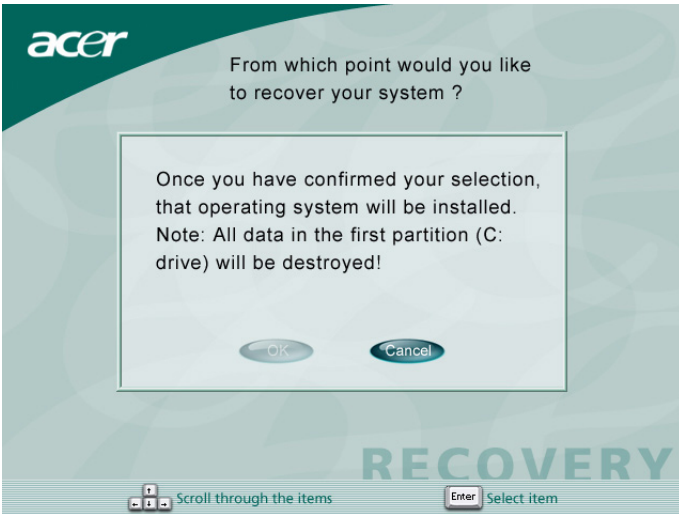 acer
From which point would you like
to recover your system ?
Once you have confirmed your selection,
that operating system will be installed.
Note: All data in the first partition (C:
drive) will be destroyed!
OK Cancel
RECOVERY
Scroll through the items Enter Select item